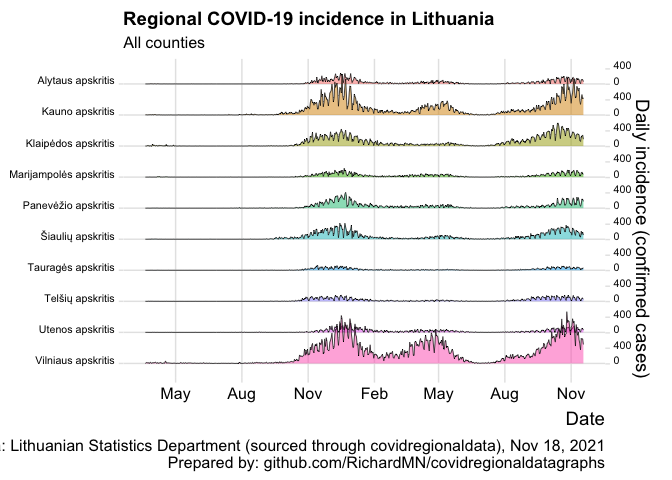 Regional COVID-19 incidence in Lithuania
All counties
Alytaus apskritis
Kauno apskritis
Klaipėdos apskritis
Marijampolės apskritis
Panevėžio apskritis
Šiaulių apskritis
Tauragės apskritis
Telšių apskritis
Utenos apskritis
Vilniaus apskritis
400
0
400
0
400
0
400
0
400
0
400
0
400
0
400
0
400
0
400
0
Daily incidence (confirmed cases)
May Aug Nov Feb May Aug Nov
Date
: Lithuanian Statistics Department (sourced through covidregionaldata), Nov 18, 2021
Prepared by: github.com/RichardMN/covidregionaldatagraphs